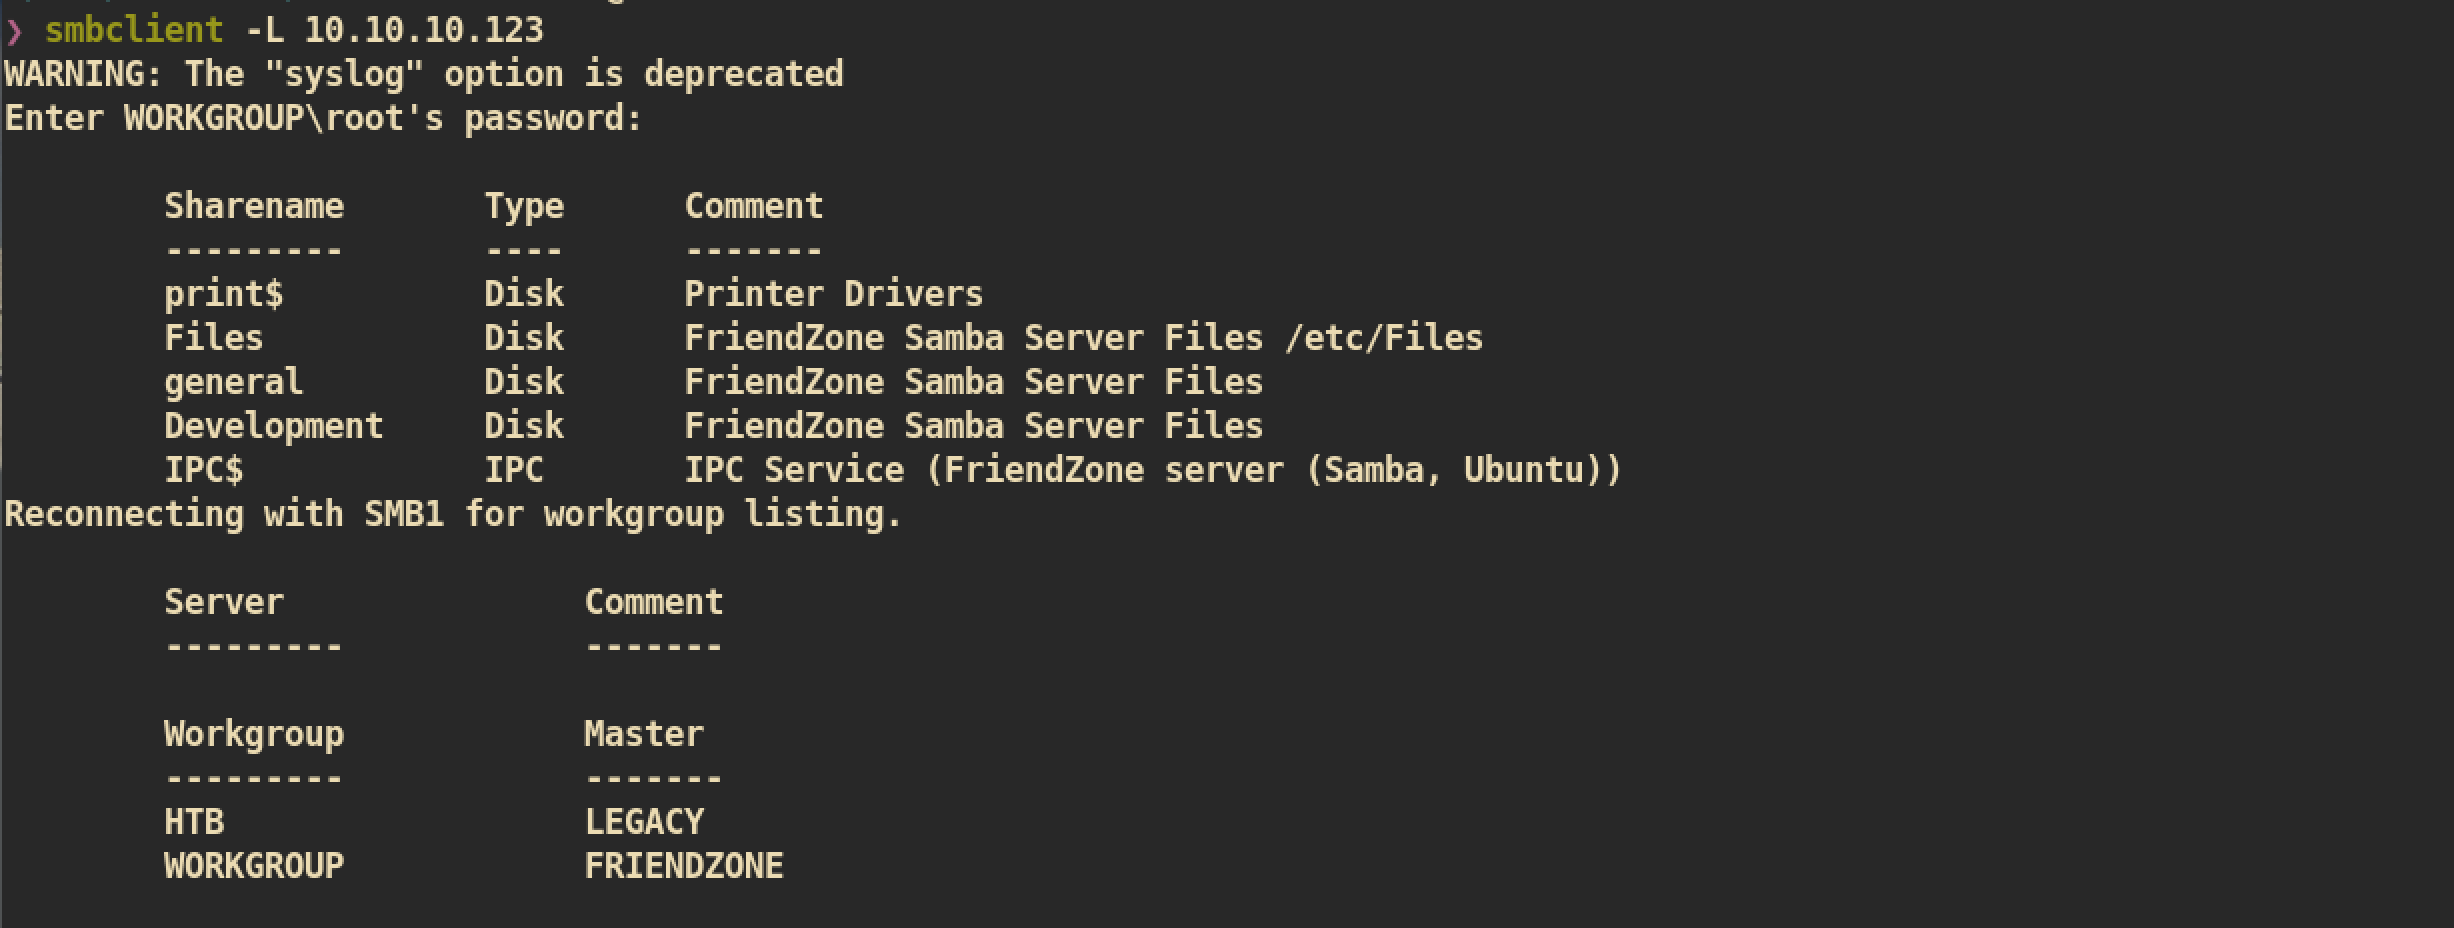 ❯ smbclient -L 10.10.10.123
WARNING: The "syslog" option is deprecated
Enter WORKGROUP\root's password:
Sharename Type Comment
--------- ---- -------
print$ Disk Printer Drivers
Files Disk FriendZone Samba Server Files /etc/Files
general Disk FriendZone Samba Server Files
Development Disk FriendZone Samba Server Files
IPC$ IPC IPC Service (FriendZone server (Samba, Ubuntu))
Reconnecting with SMB1 for workgroup listing.
Server Comment
--------- -------
Workgroup Master
--------- -------
HTB LEGACY
WORKGROUP FRIENDZONE